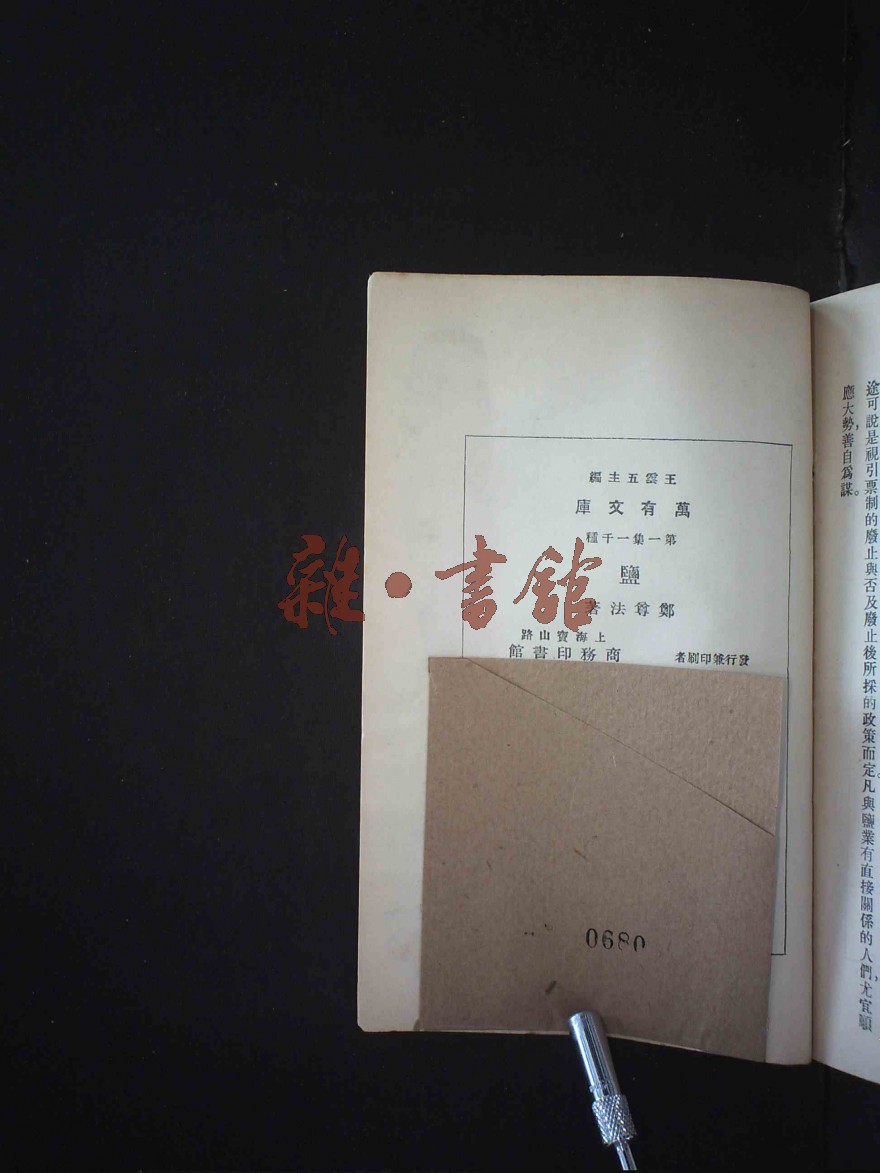 途可說是視引票制的廢止與否及廢止後所採的政策而定。凡與鹽業有直接關係的人們，尤宜順
應大勢，善自爲謀。
編主五雲王
庫文有萬
種千一集一第
鹽
著法尊鄭
路山寶海上
館書印務商 者刷印兼行發
0680
雜·書館